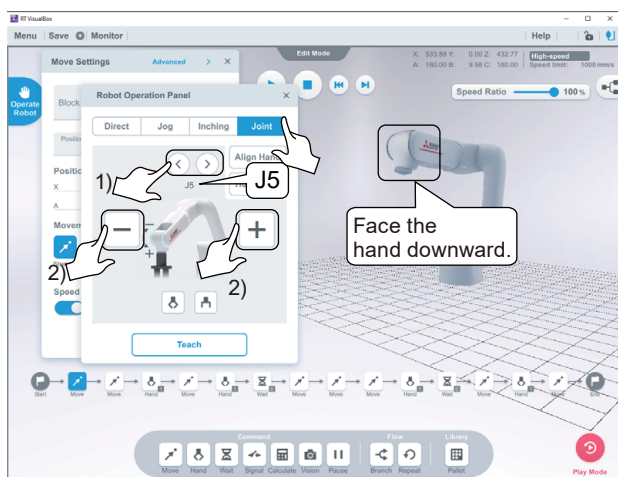 RT VisualBox
Menu Save Monitor Help
Edit Mode
X: 533.88 Y: 0.00 Z: 432.77 High-speed
A: 180.00 B: 9.98 C: 180.00 Speed limit: 1000 mm/s
Move Settings Advanced > ×
Speed Ratio 100 %
Operate
Robot
Block
Robot Operation Panel ×
Direct Jog Inching Joint
Align Hand
1)
J5
J5
X
A
Face the
hand downward.
2)
2)
Speed
Teach
Start Move Move Hand Move Move Hand Wait Move Move Move Hand Wait Move Hand Move End
Command Flow Library
Move Hand Wait Signal Calculate Vision Pause Branch Repeat Pallet
Play Mode